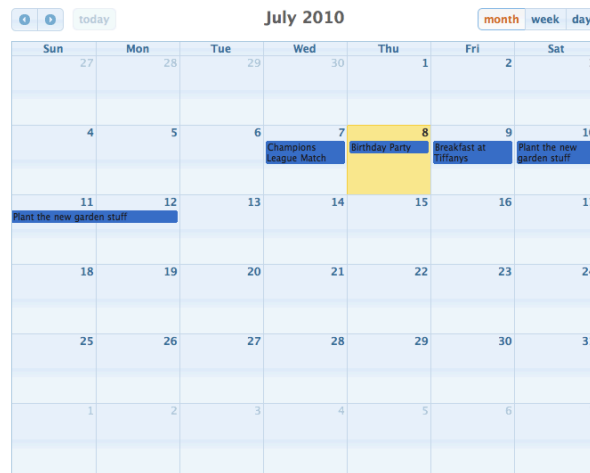 today July 2010 month week day
Sun Mon Tue Wed Thu Fri Sat
27 28 29 30 1 2
4 5 6 7 8 9 10
Champions Birthday Party Breakfast at Plant the new
League Match Tiffanys garden stuff
11 12 13 14 15 16
Plant the new garden stuff
18 19 20 21 22 23
25 26 27 28 29 30
1 2 3 4 5 6